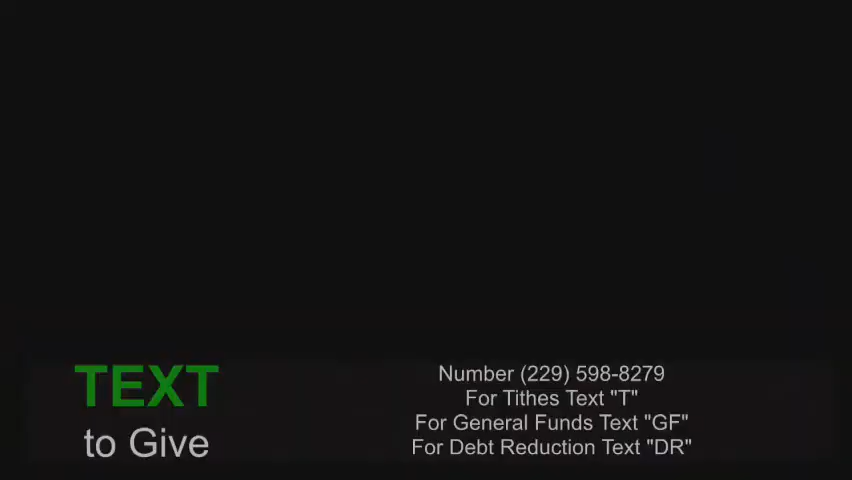 TEXT
to Give
Number (229) 598-8279
For Tithes Text "T"
For General Funds Text "GF"
For Debt Reduction Text "DR"